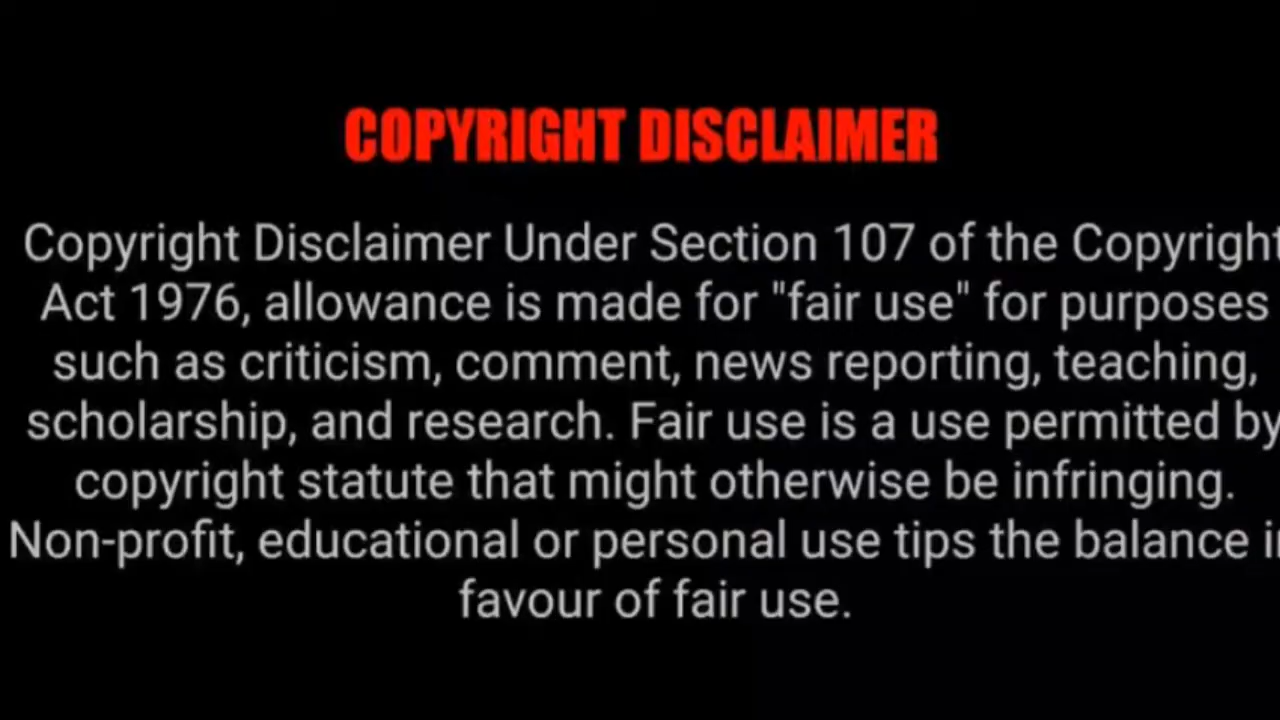 COPYRIGHT DISCLAIMER
Copyright Disclaimer Under Section 107 of the Copyright
Act 1976, allowance is made for "fair use" for purposes
such as criticism, comment, news reporting, teaching,
scholarship, and research. Fair use is a use permitted by
copyright statute that might otherwise be infringing.
Non-profit, educational or personal use tips the balance in
favour of fair use.